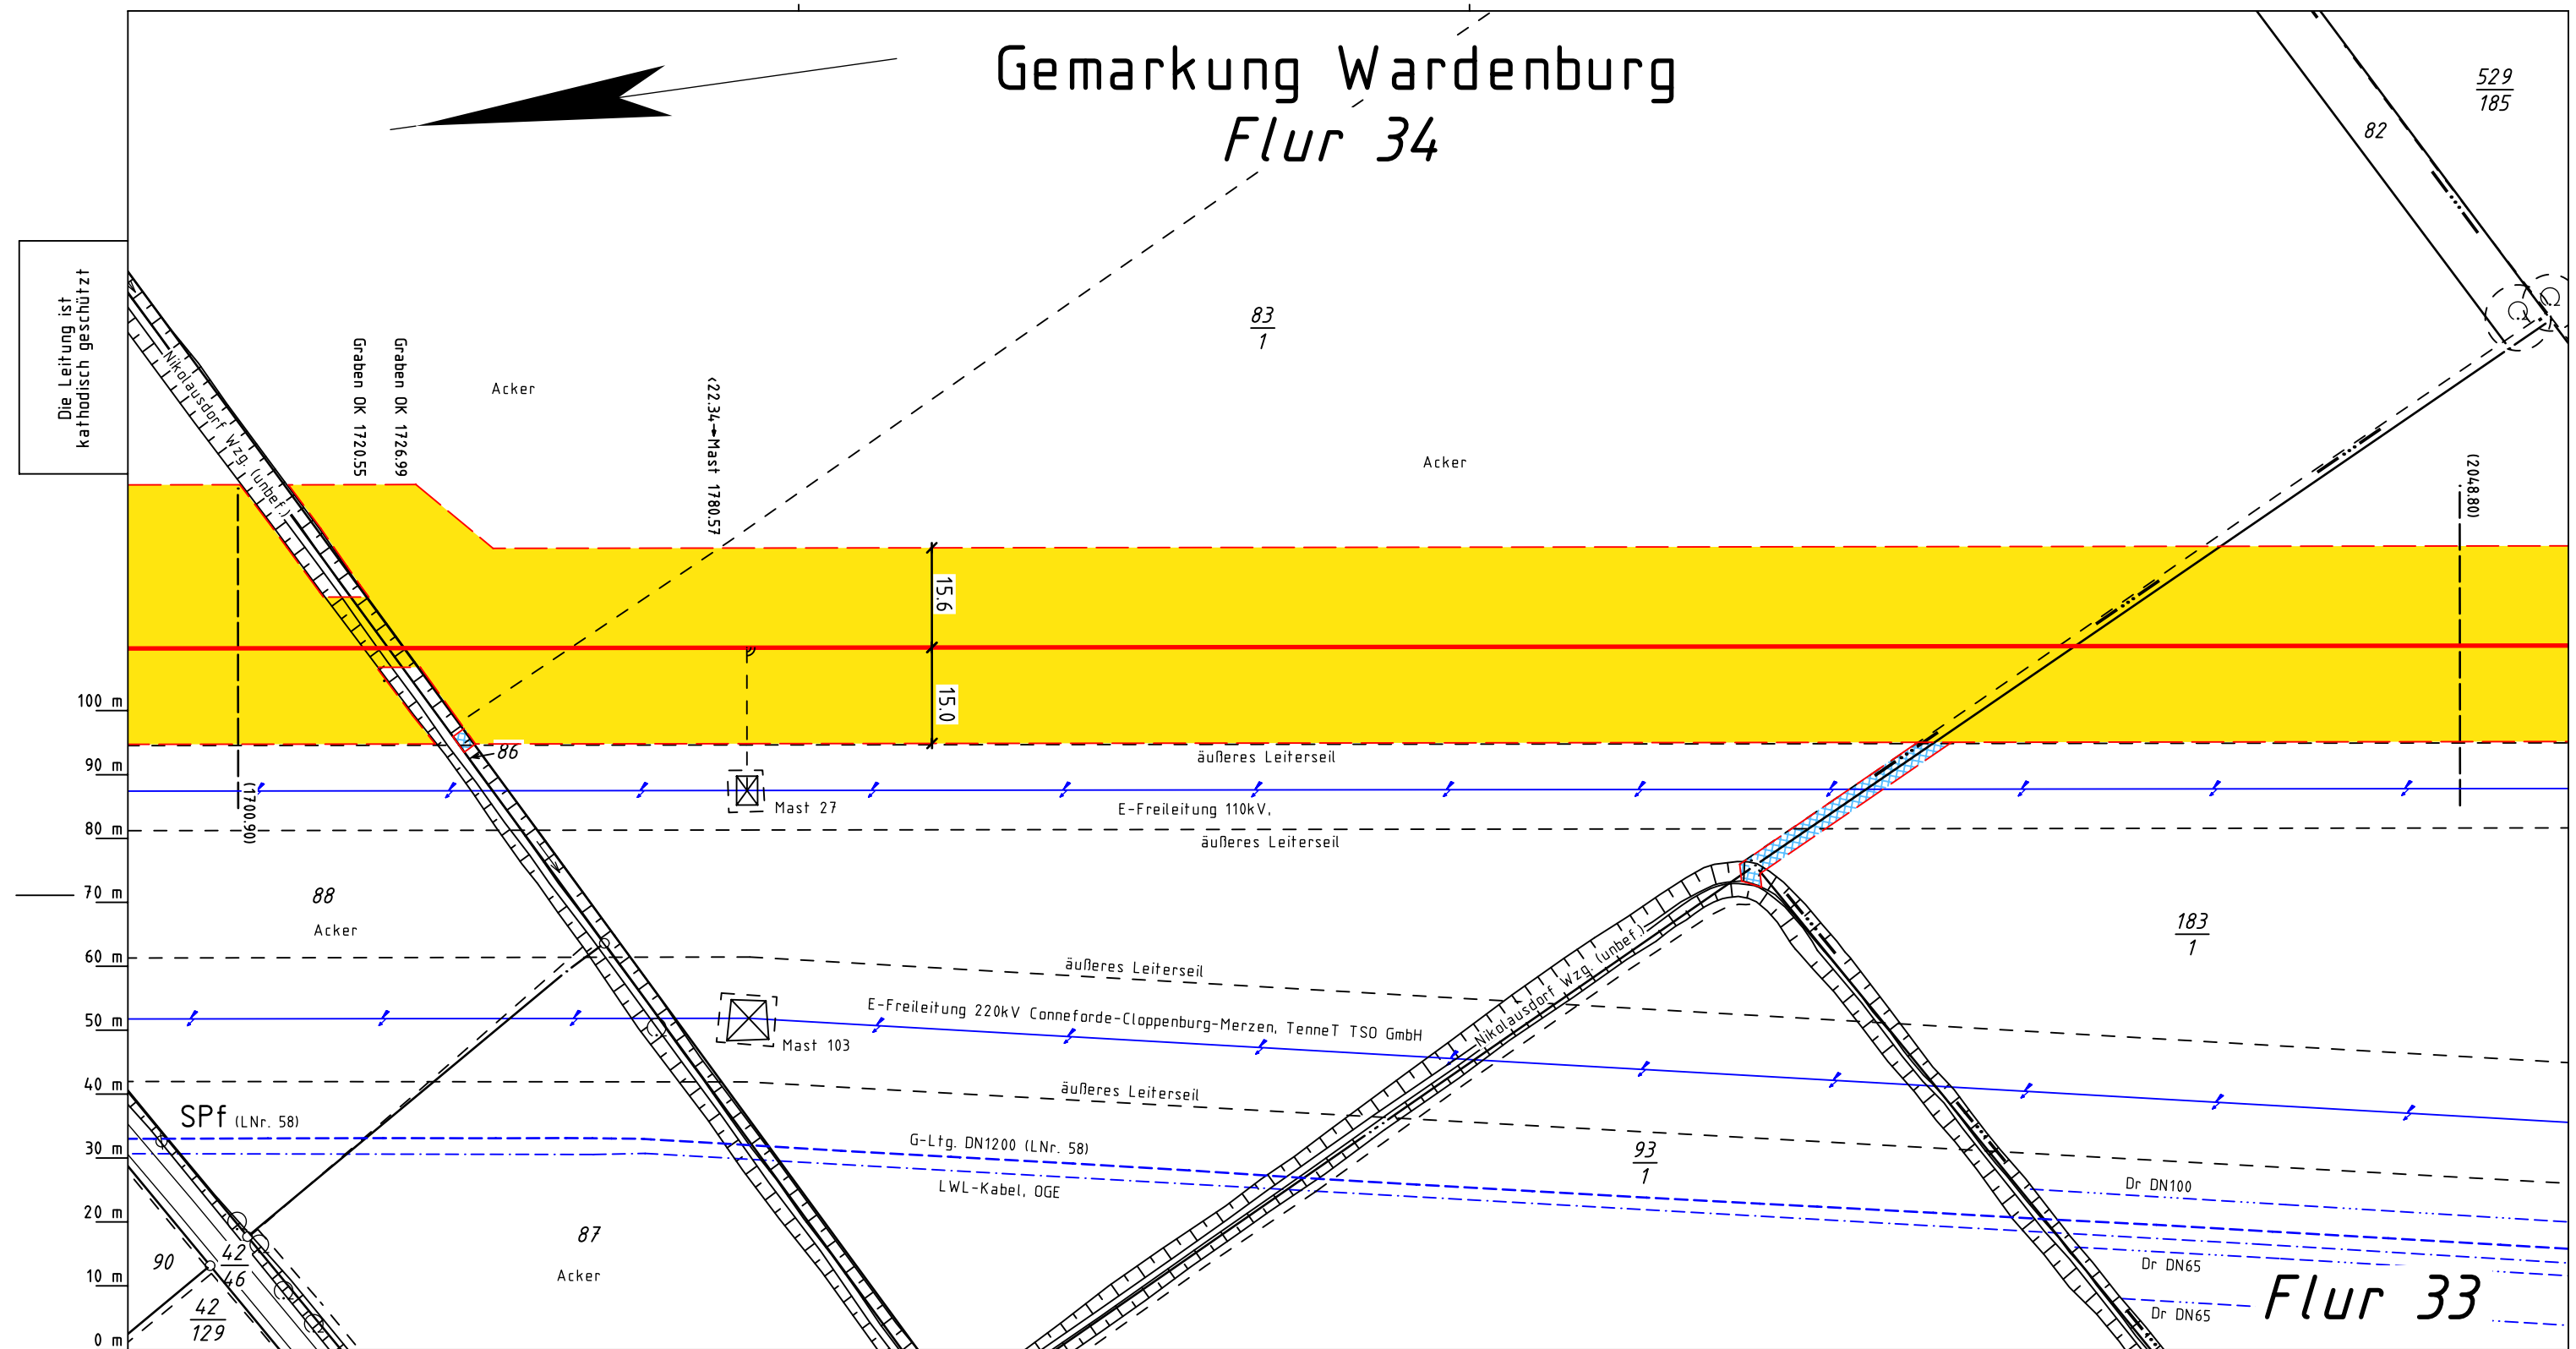 Gemarkung Wardenburg
Flur 34
529
185
82
83
1
Die Leitung ist
kathodisch geschützt
Nikolausdorf Wzg. (unbef.)
Graben OK 1720.55
Graben OK 1726.99
Acker
<22.34→Mast 1780.57
Acker
(2048.80)
15.6
15.0
100 m
90 m
80 m
70 m
60 m
50 m
40 m
30 m
20 m
10 m
0 m
86
(1700.90)
äußeres Leiterseil
Mast 27
E-Freileitung 110kV,
äußeres Leiterseil
88
Acker
183
1
äußeres Leiterseil
Nikolausdorf Wzg. (unbef.)
E-Freileitung 220kV Conneforde-Cloppenburg-Merzen, TenneT TSO GmbH
Mast 103
äußeres Leiterseil
SPf (LNr. 58)
G-Ltg. DN1200 (LNr. 58)
LWL-Kabel, OGE
93
1
Dr DN100
87
Acker
90
42
46
42
129
Dr DN65
Flur 33
Dr DN65